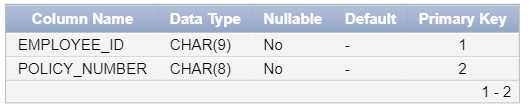 Column Name Data Type Nullable Default Primary Key
EMPLOYEE_ID CHAR(9) No - 1
POLICY_NUMBER CHAR(8) No - 2
1 - 2